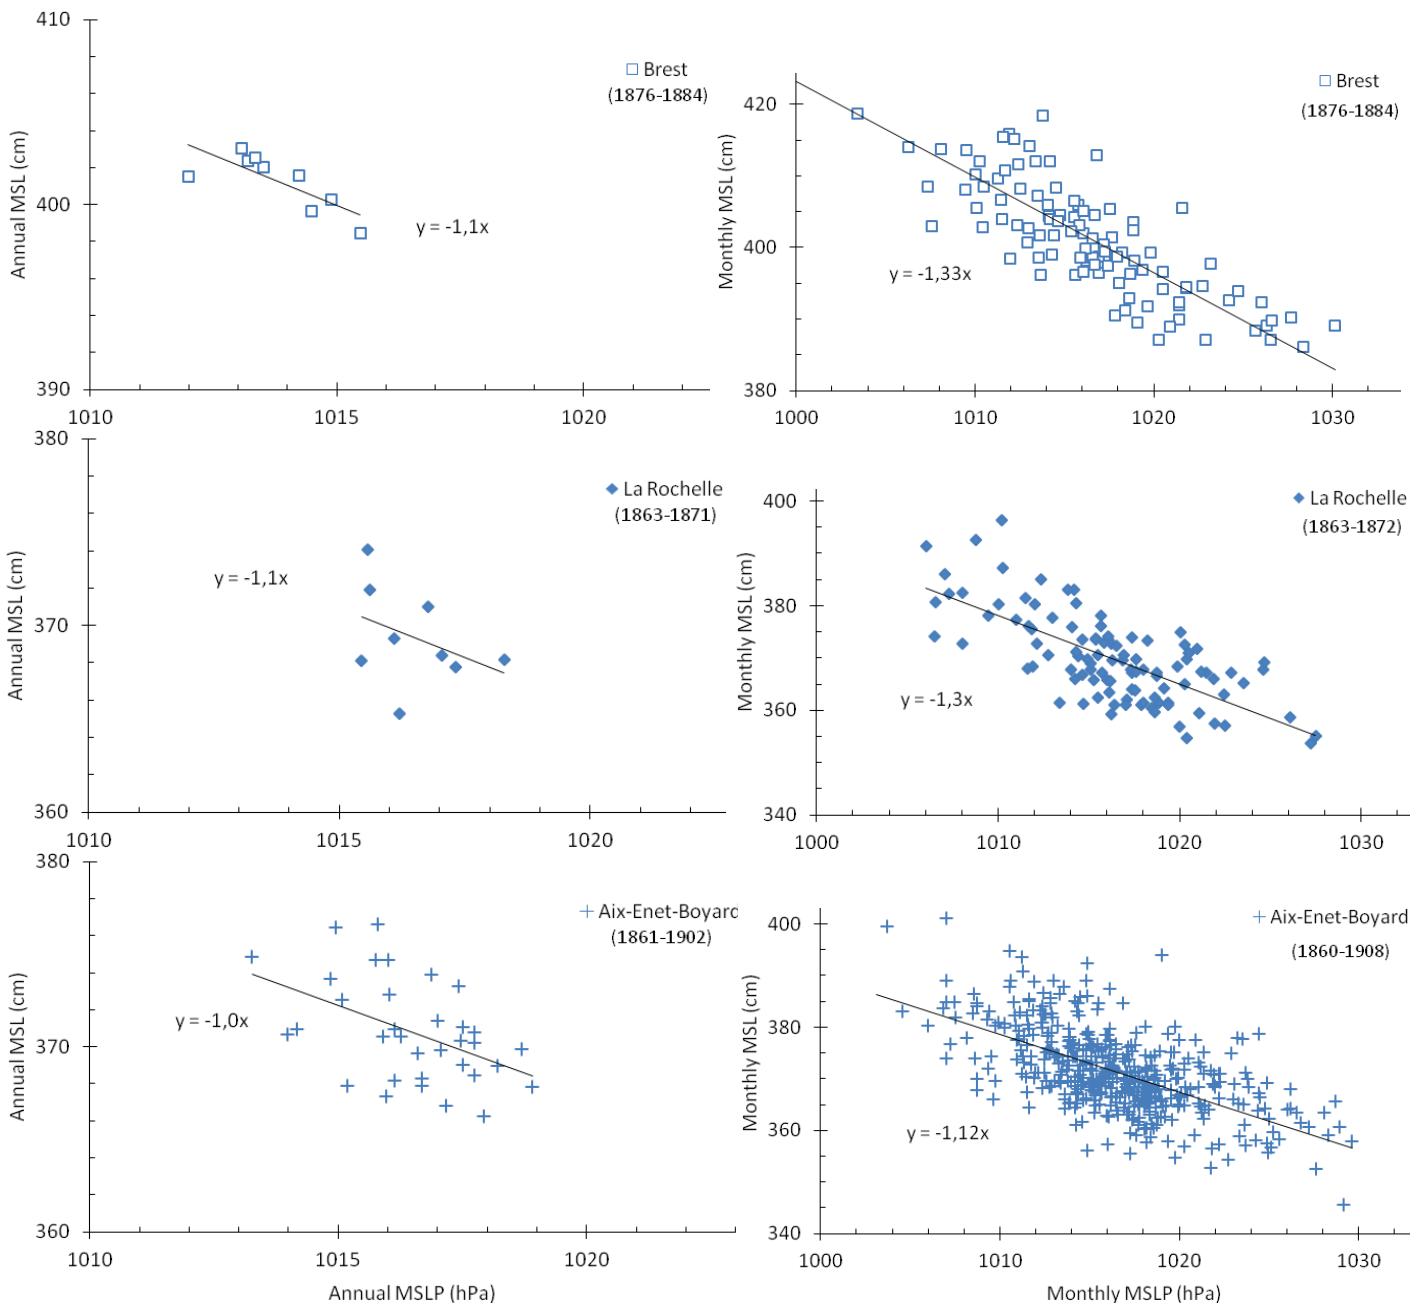 410
400
390
Annual MSL (cm)
Brest
(1876-1884)
y = -1,1x
1010
1015
1020
420
400
380
Monthly MSL (cm)
Brest
(1876-1884)
y = -1,33x
1000
1010
1020
1030
380
370
360
Annual MSL (cm)
La Rochelle
(1863-1871)
y = -1,1x
1010
1015
1020
400
380
360
340
Monthly MSL (cm)
La Rochelle
(1863-1872)
y = -1,3x
1000
1010
1020
1030
380
370
360
Annual MSL (cm)
Aix-Enet-Boyard
(1861-1902)
y = -1,0x
1010
1015
1020
Annual MSLP (hPa)
400
380
360
340
Monthly MSL (cm)
Aix-Enet-Boyard
(1860-1908)
y = -1,12x
1000
1010
1020
1030
Monthly MSLP (hPa)